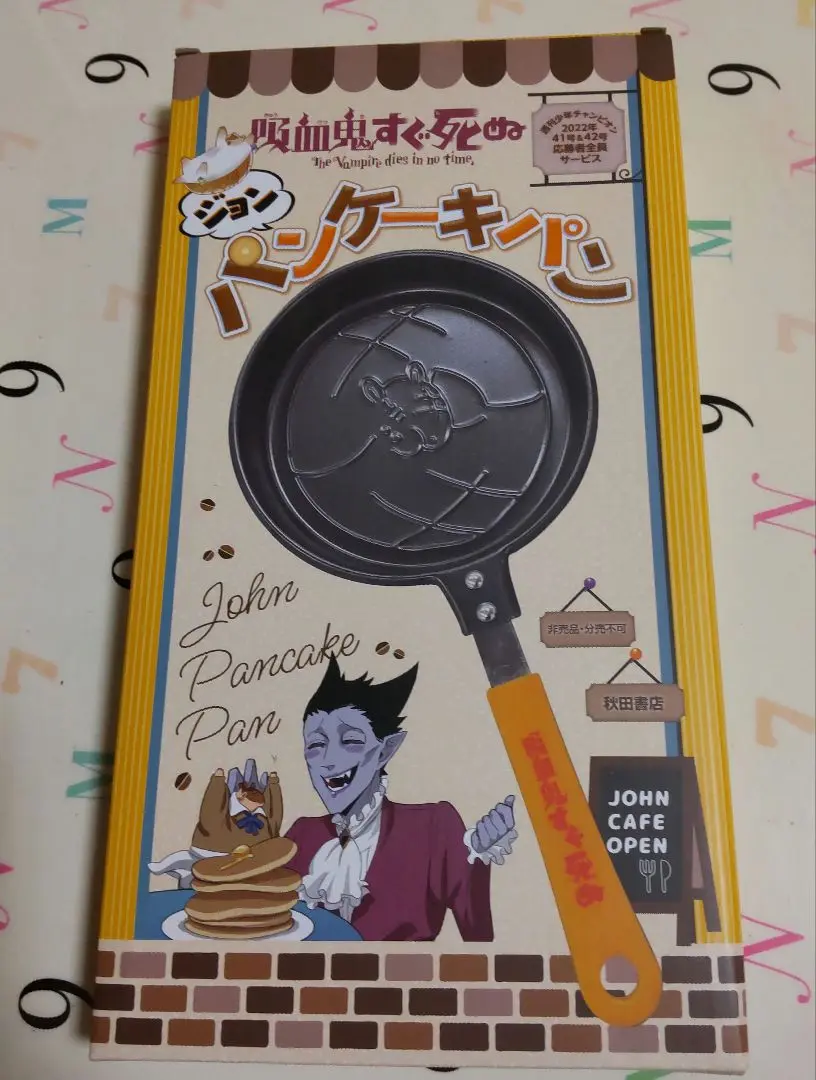 吸血鬼すぐ死ぬ
The Vampire dies in no time.
週刊少年チャンピオン
2022年
41号&42号
応募者全員
サービス
ジョン
パンケーキパン
John
Pancake
Pan
非売品・分売不可
秋田書店
吸血鬼すぐ死ぬ
JOHN
CAFE
OPEN